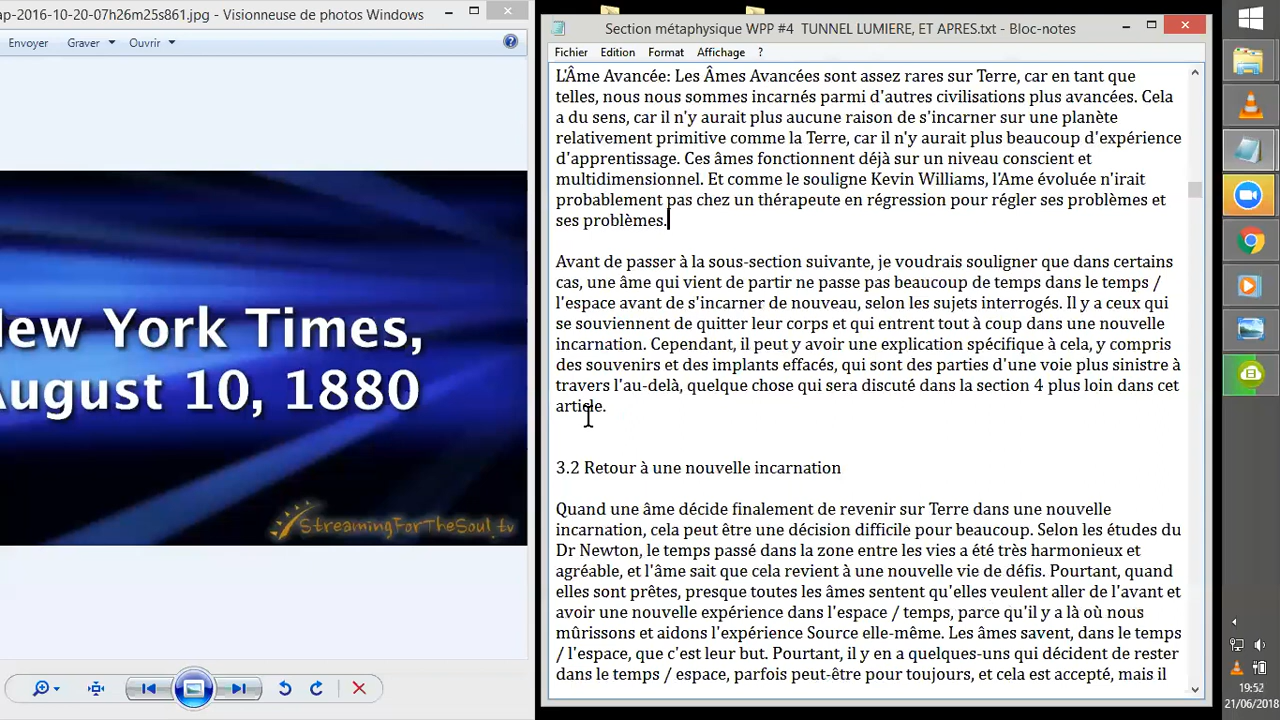 ap-2016-10-20-07h26m25s861.jpg - Visionneuse de photos Windows
Envoyer Graver Ouvrir
New York Times,
August 10, 1880
StreamingForTheSoul.tv
Section métaphysique WPP #4 TUNNEL LUMIERE, ET APRES.txt - Bloc-notes
Fichier Edition Format Affichage ?
L'Âme Avancée: Les Âmes Avancées sont assez rares sur Terre, car en tant que
telles, nous nous sommes incarnés parmi d'autres civilisations plus avancées. Cela
a du sens, car il n'y aurait plus aucune raison de s'incarner sur une planète
relativement primitive comme la Terre, car il n'y aurait plus beaucoup d'expérience
d'apprentissage. Ces âmes fonctionnent déjà sur un niveau conscient et
multidimensionnel. Et comme le souligne Kevin Williams, l'Ame évoluée n'irait
probablement pas chez un thérapeute en régression pour régler ses problèmes et
ses problèmes.
Avant de passer à la sous-section suivante, je voudrais souligner que dans certains
cas, une âme qui vient de partir ne passe pas beaucoup de temps dans le temps /
l'espace avant de s'incarner de nouveau, selon les sujets interrogés. Il y a ceux qui
se souviennent de quitter leur corps et qui entrent tout à coup dans une nouvelle
incarnation. Cependant, il peut y avoir une explication spécifique à cela, y compris
des souvenirs et des implants effacés, qui sont des parties d'une voie plus sinistre à
travers l'au-delà, quelque chose qui sera discuté dans la section 4 plus loin dans cet
article.
3.2 Retour à une nouvelle incarnation
Quand une âme décide finalement de revenir sur Terre dans une nouvelle
incarnation, cela peut être une décision difficile pour beaucoup. Selon les études du
Dr Newton, le temps passé dans la zone entre les vies a été très harmonieux et
agréable, et l'âme sait que cela revient à une nouvelle vie de défis. Pourtant, quand
elles sont prêtes, presque toutes les âmes sentent qu'elles veulent aller de l'avant et
avoir une nouvelle expérience dans l'espace / temps, parce qu'il y a là où nous
mûrissons et aidons l'expérience Source elle-même. Les âmes savent, dans le temps
/ l'espace, que c'est leur but. Pourtant, il y en a quelques-uns qui décident de rester
dans le temps / espace, parfois peut-être pour toujours, et cela est accepté, mais il
19:52
21/06/2018